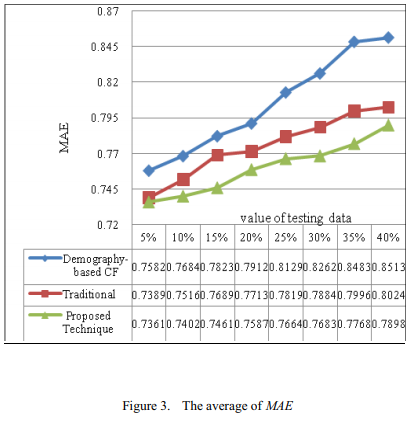 0.87
0.845
0.82
0.795
0.77
0.745
0.72
MAE
value of testing data
5% 10% 15% 20% 25% 30% 35% 40%
Demography-
based CF 0.7582 0.7684 0.7823 0.7912 0.8129 0.8262 0.8483 0.8513
Traditional 0.7389 0.7516 0.7689 0.7713 0.7819 0.7884 0.7996 0.8024
Proposed
Technique 0.7361 0.7402 0.7461 0.7587 0.7664 0.7683 0.7768 0.7898
Figure 3. The average of MAE